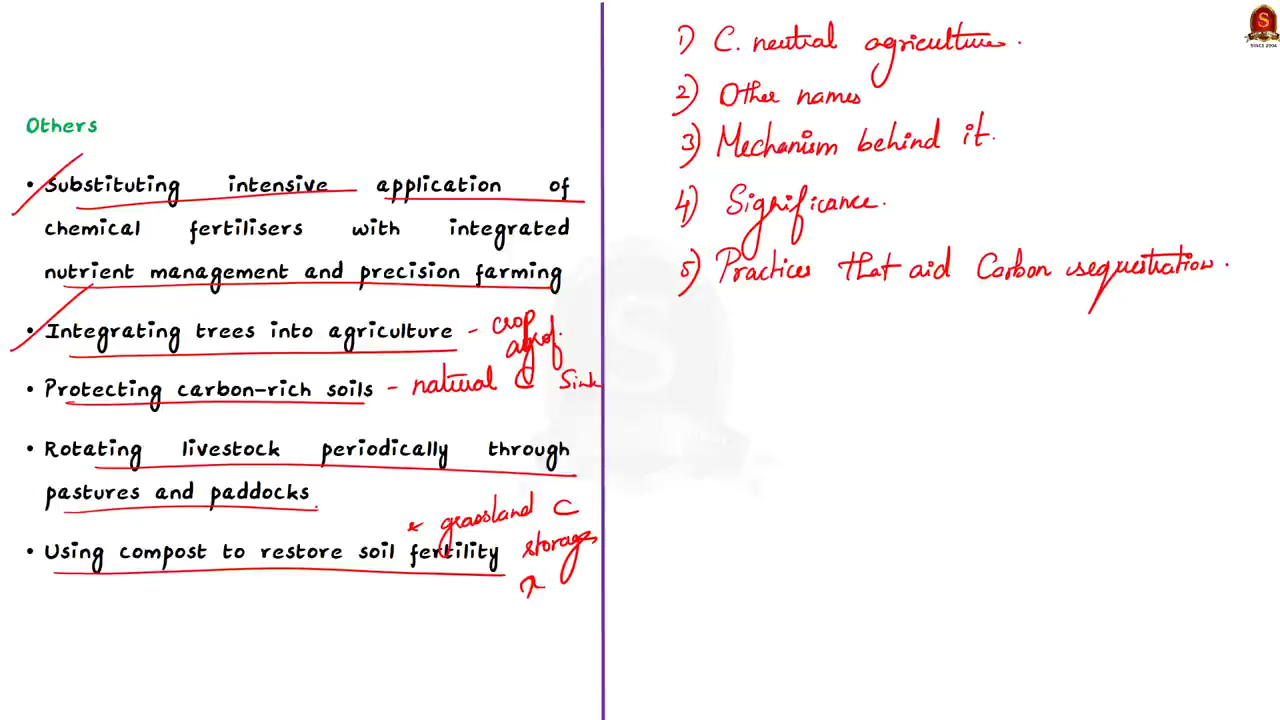 Others
• Substituting intensive application of
chemical fertilisers with integrated
nutrient management and precision farming
• Integrating trees into agriculture - crop
agrof.
• Protecting carbon-rich soils - natural C Sink
• Rotating livestock periodically through
pastures and paddocks
* grassland C
storage
• Using compost to restore soil fertility
1) C. neutral agriculture.
2) Other names
3) Mechanism behind it.
4) Significance.
5) Practices that aid Carbon sequestration.
S
SINCE 2004